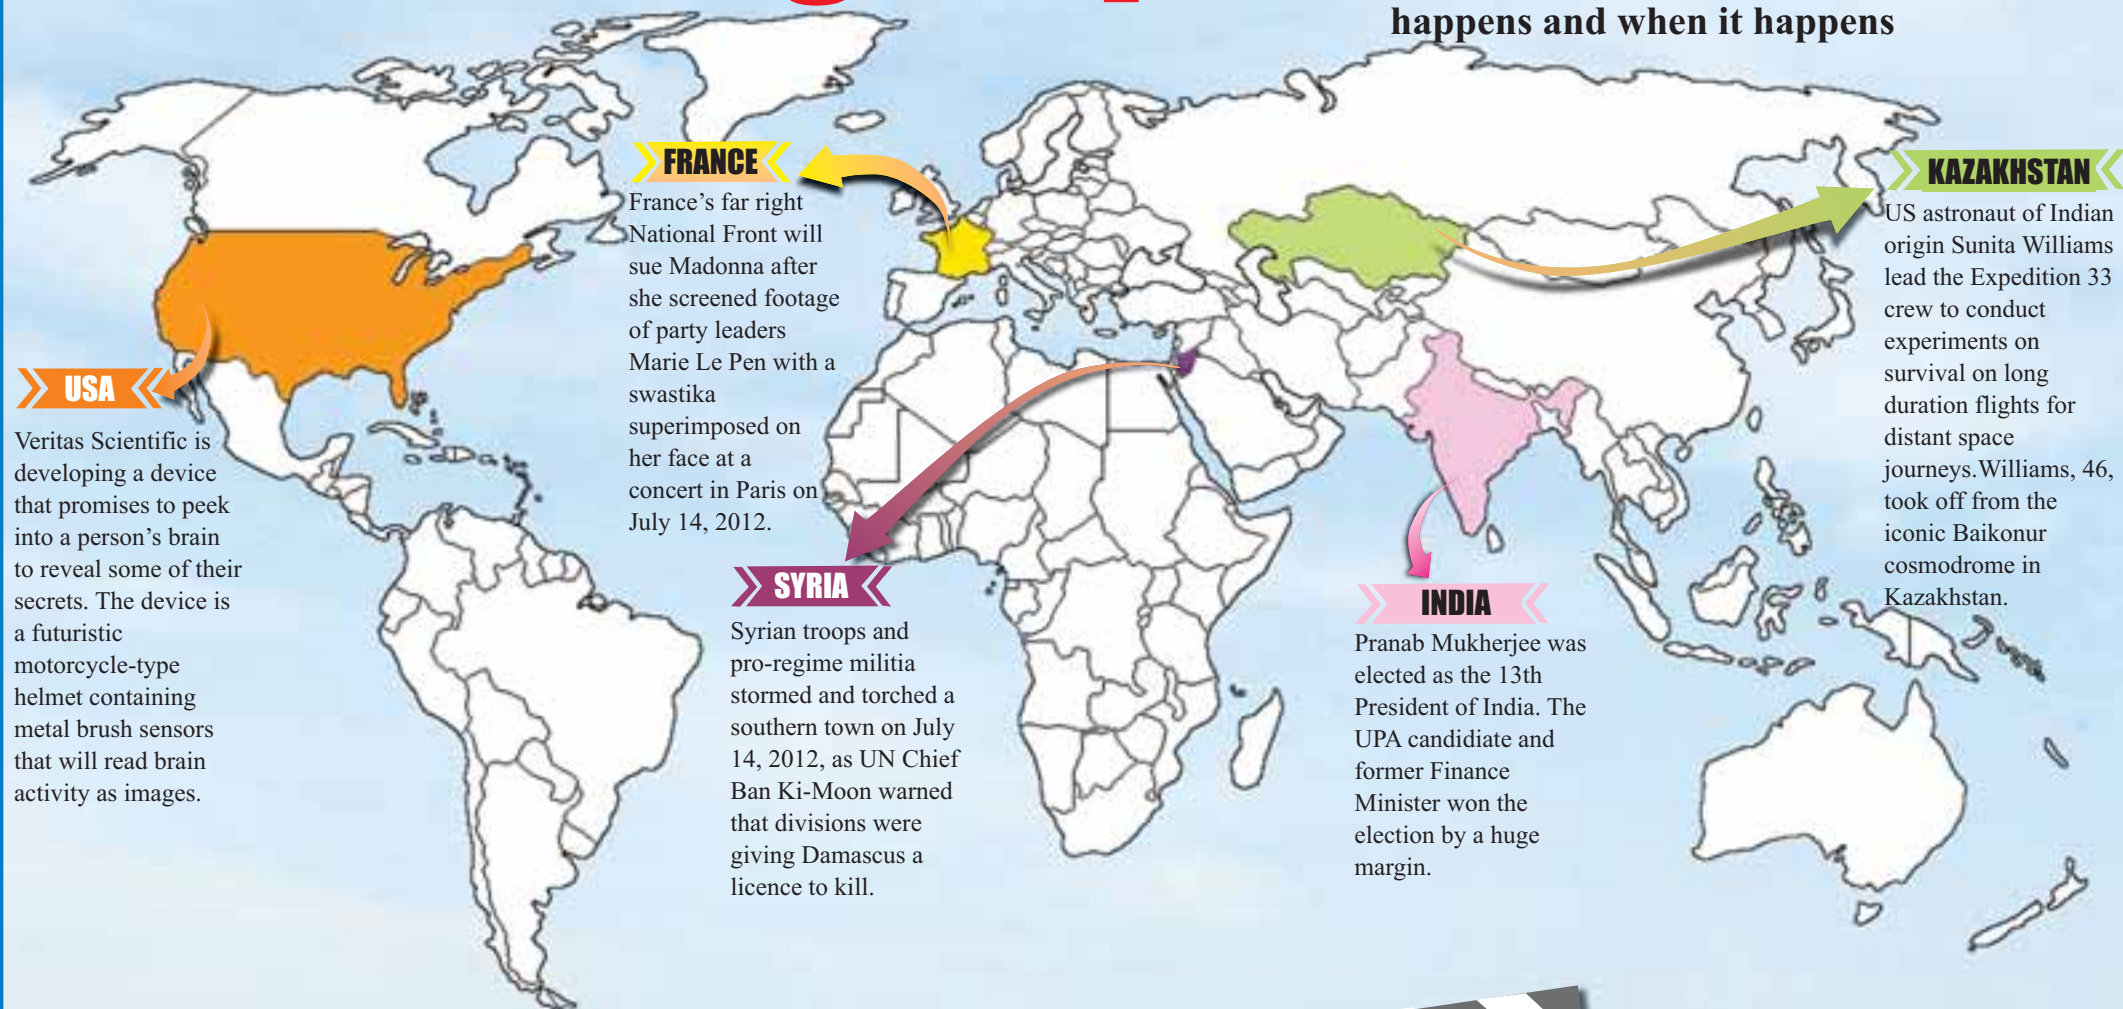 happens and when it happens
FRANCE
France’s far right
National Front will
sue Madonna after
she screened footage
of party leaders
Marie Le Pen with a
swastika
superimposed on
her face at a
concert in Paris on
July 14, 2012.
KAZAKHSTAN
US astronaut of Indian
origin Sunita Williams
lead the Expedition 33
crew to conduct
experiments on
survival on long
duration flights for
distant space
journeys.Williams, 46,
took off from the
iconic Baikonur
cosmodrome in
Kazakhstan.
USA
Veritas Scientific is
developing a device
that promises to peek
into a person’s brain
to reveal some of their
secrets. The device is
a futuristic
motorcycle-type
helmet containing
metal brush sensors
that will read brain
activity as images.
SYRIA
Syrian troops and
pro-regime militia
stormed and torched a
southern town on July
14, 2012, as UN Chief
Ban Ki-Moon warned
that divisions were
giving Damascus a
licence to kill.
INDIA
Pranab Mukherjee was
elected as the 13th
President of India. The
UPA candidiate and
former Finance
Minister won the
election by a huge
margin.